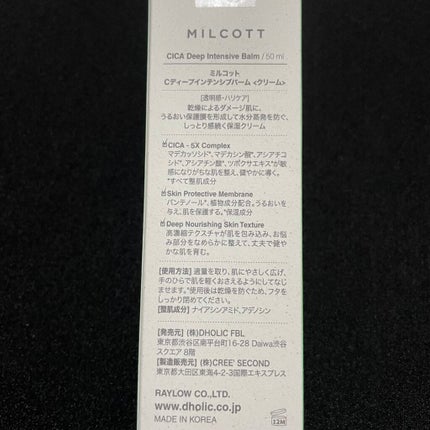 MILCOTT
CICA Deep Intensive Balm / 50 ml
ミルコット
Cディープインテンシブバーム <クリーム>
[透明感・ハリケア]
乾燥によるダメージ肌に、
うるおい保護膜を形成して水分蒸発を防ぐ、
しっとり感続く保湿クリーム
CICA - 5X Complex
マデカッソシド*、マデカシン酸*、アシアチコ
シド*、アシアチン酸*、ツボクサエキス*が敏
感になりがちな肌を整え、健やかに導く。
*すべて整肌成分
Skin Protective Membrane
パンテノール*、植物成分配合。うるおいを
与え、肌を保護する。*保湿成分
Deep Nourishing Skin Texture
高濃縮テクスチャが肌を包み込み、お悩
み部分をなめらかに整えて、丈夫で健や
かな肌を育む。
[使用方法] 適量を取り、肌にやさしく広げ、
手のひらで肌を軽くおさえるようにしてなじ
ませます。*使用後は乾燥を防ぐため、フタを
しっかり閉めてください。
[整肌成分] ナイアシンアミド、アデノシン
[発売元] (株)DHOLIC FBL
東京都渋谷区南平台町16-28 Daiwa渋谷
スクエア 9階
[製造販売元] (株)CREE' SECOND
東京都大田区東海4-2-3国際エキスプレス
RAYLOW CO.,LTD.
www.dholic.co.jp
MADE IN KOREA
12M